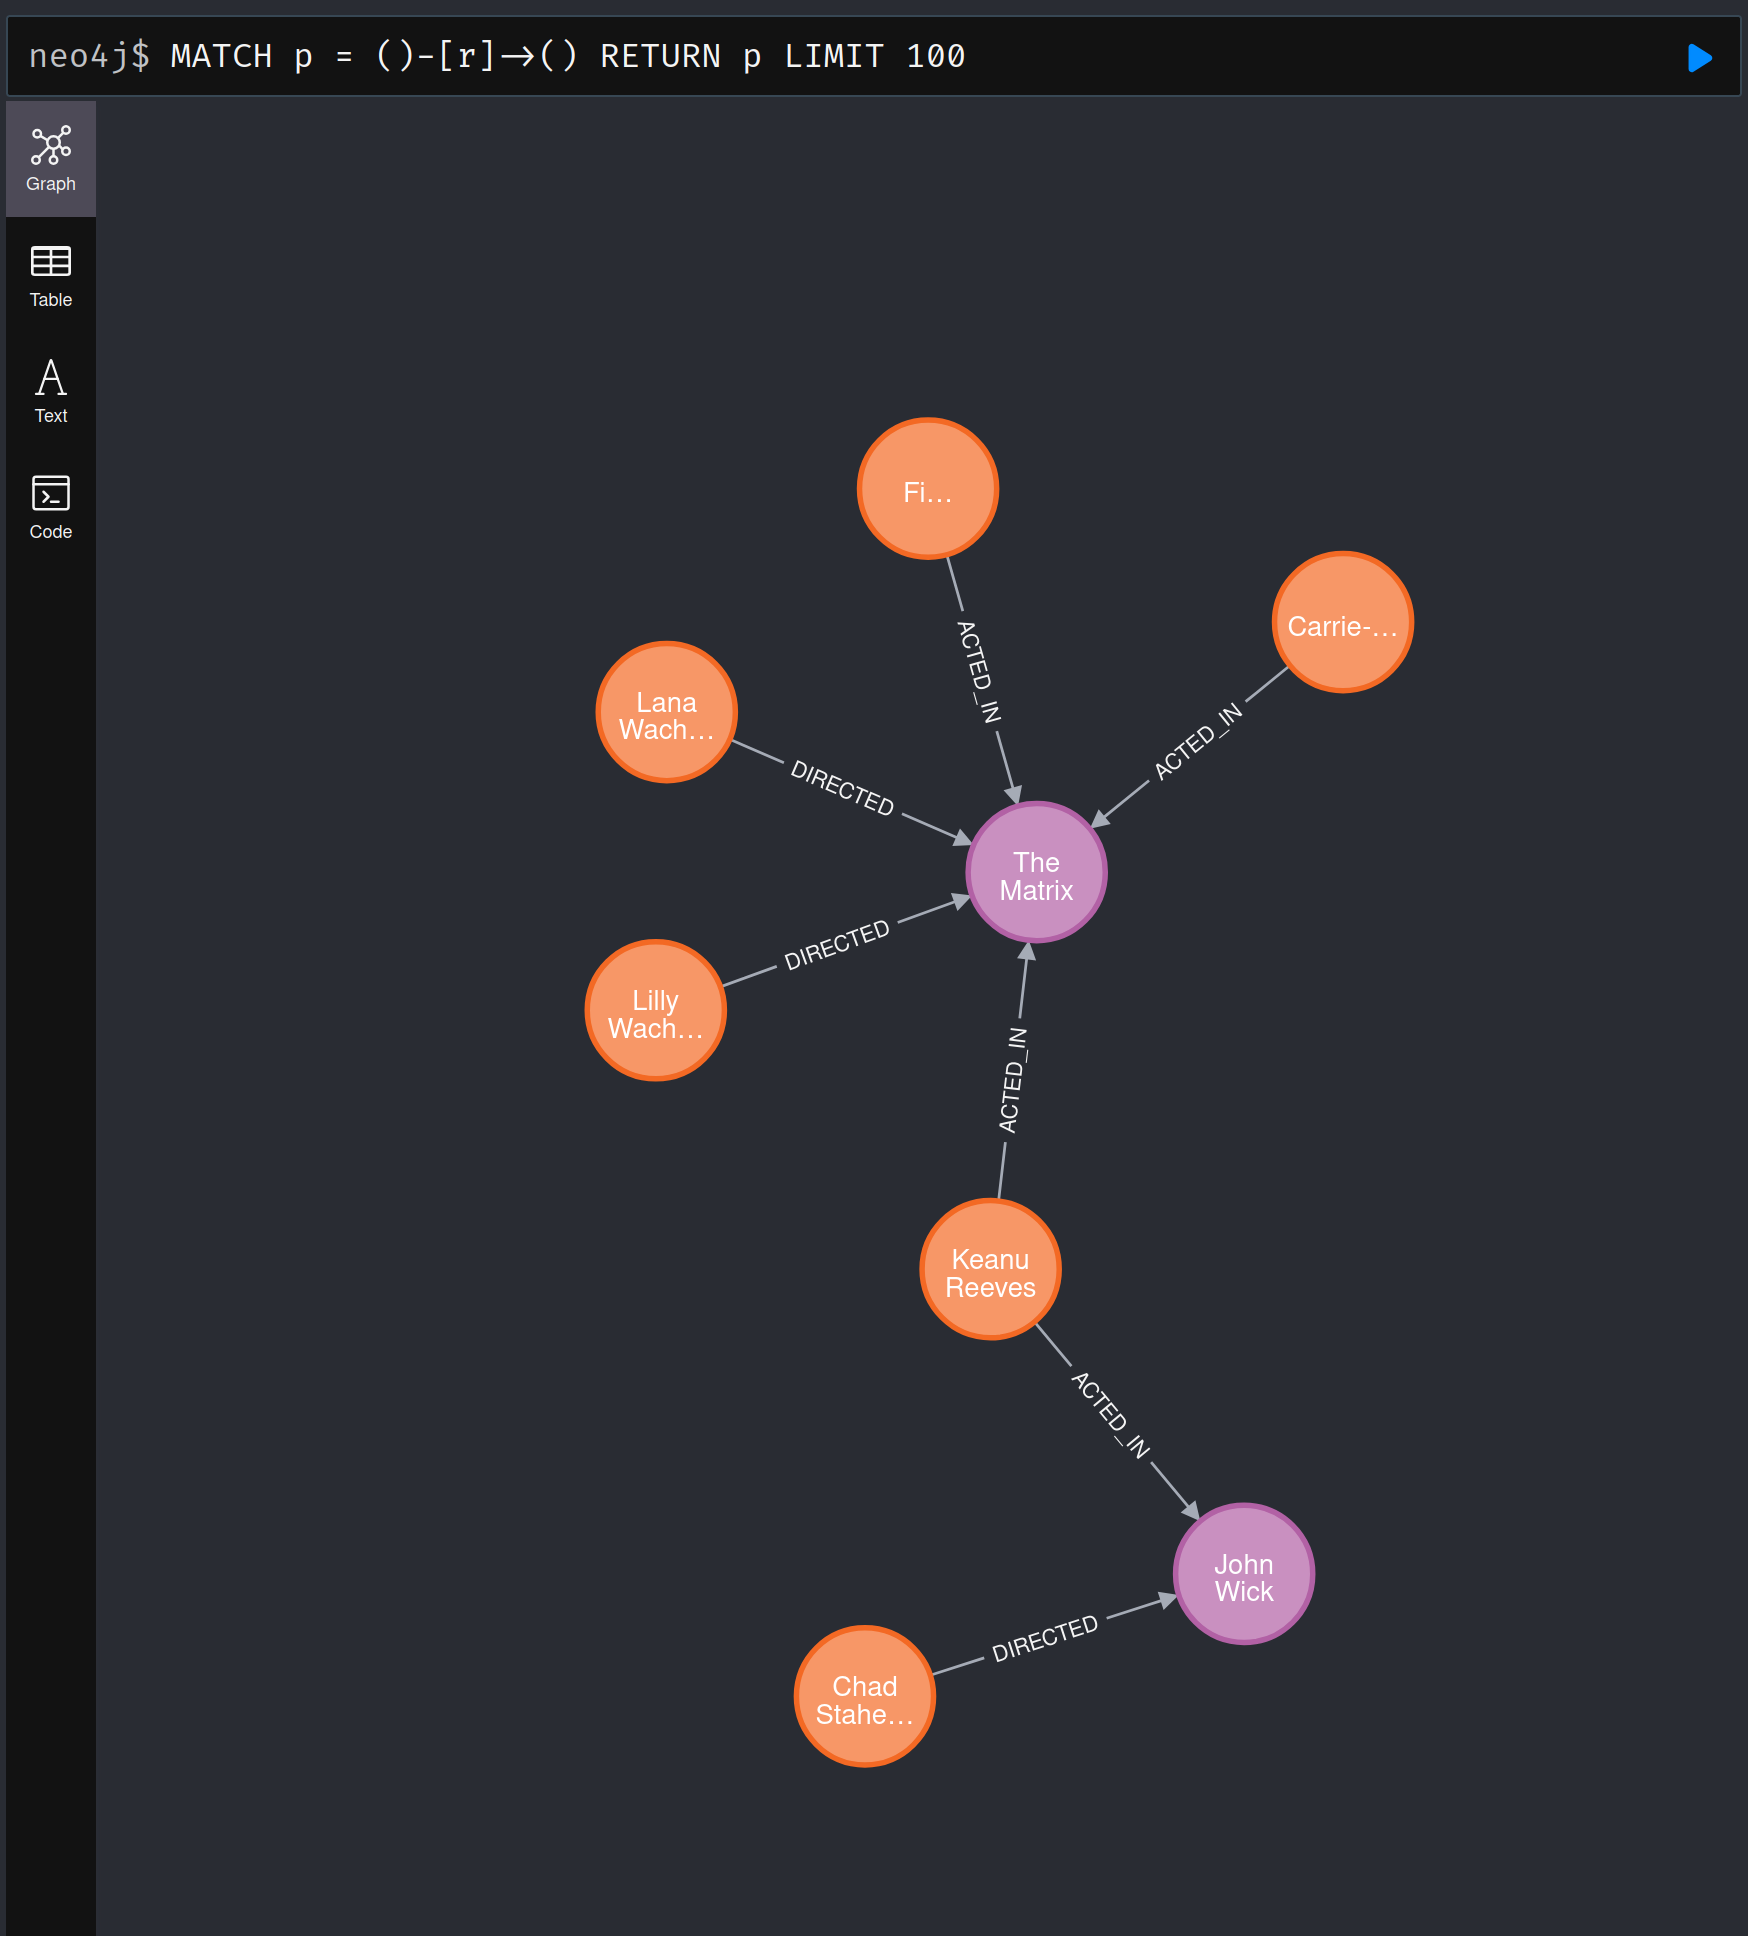 neo4j$ MATCH p = ()-[r]->() RETURN p LIMIT 100
Graph
Table
Text
Code
Fi…
Carrie-…
ACTED_IN
Lana
Wach…
ACTED_IN
DIRECTED
The
Matrix
DIRECTED
Lilly
Wach…
ACTED_IN
Keanu
Reeves
ACTED_IN
John
Wick
DIRECTED
Chad
Stahe…